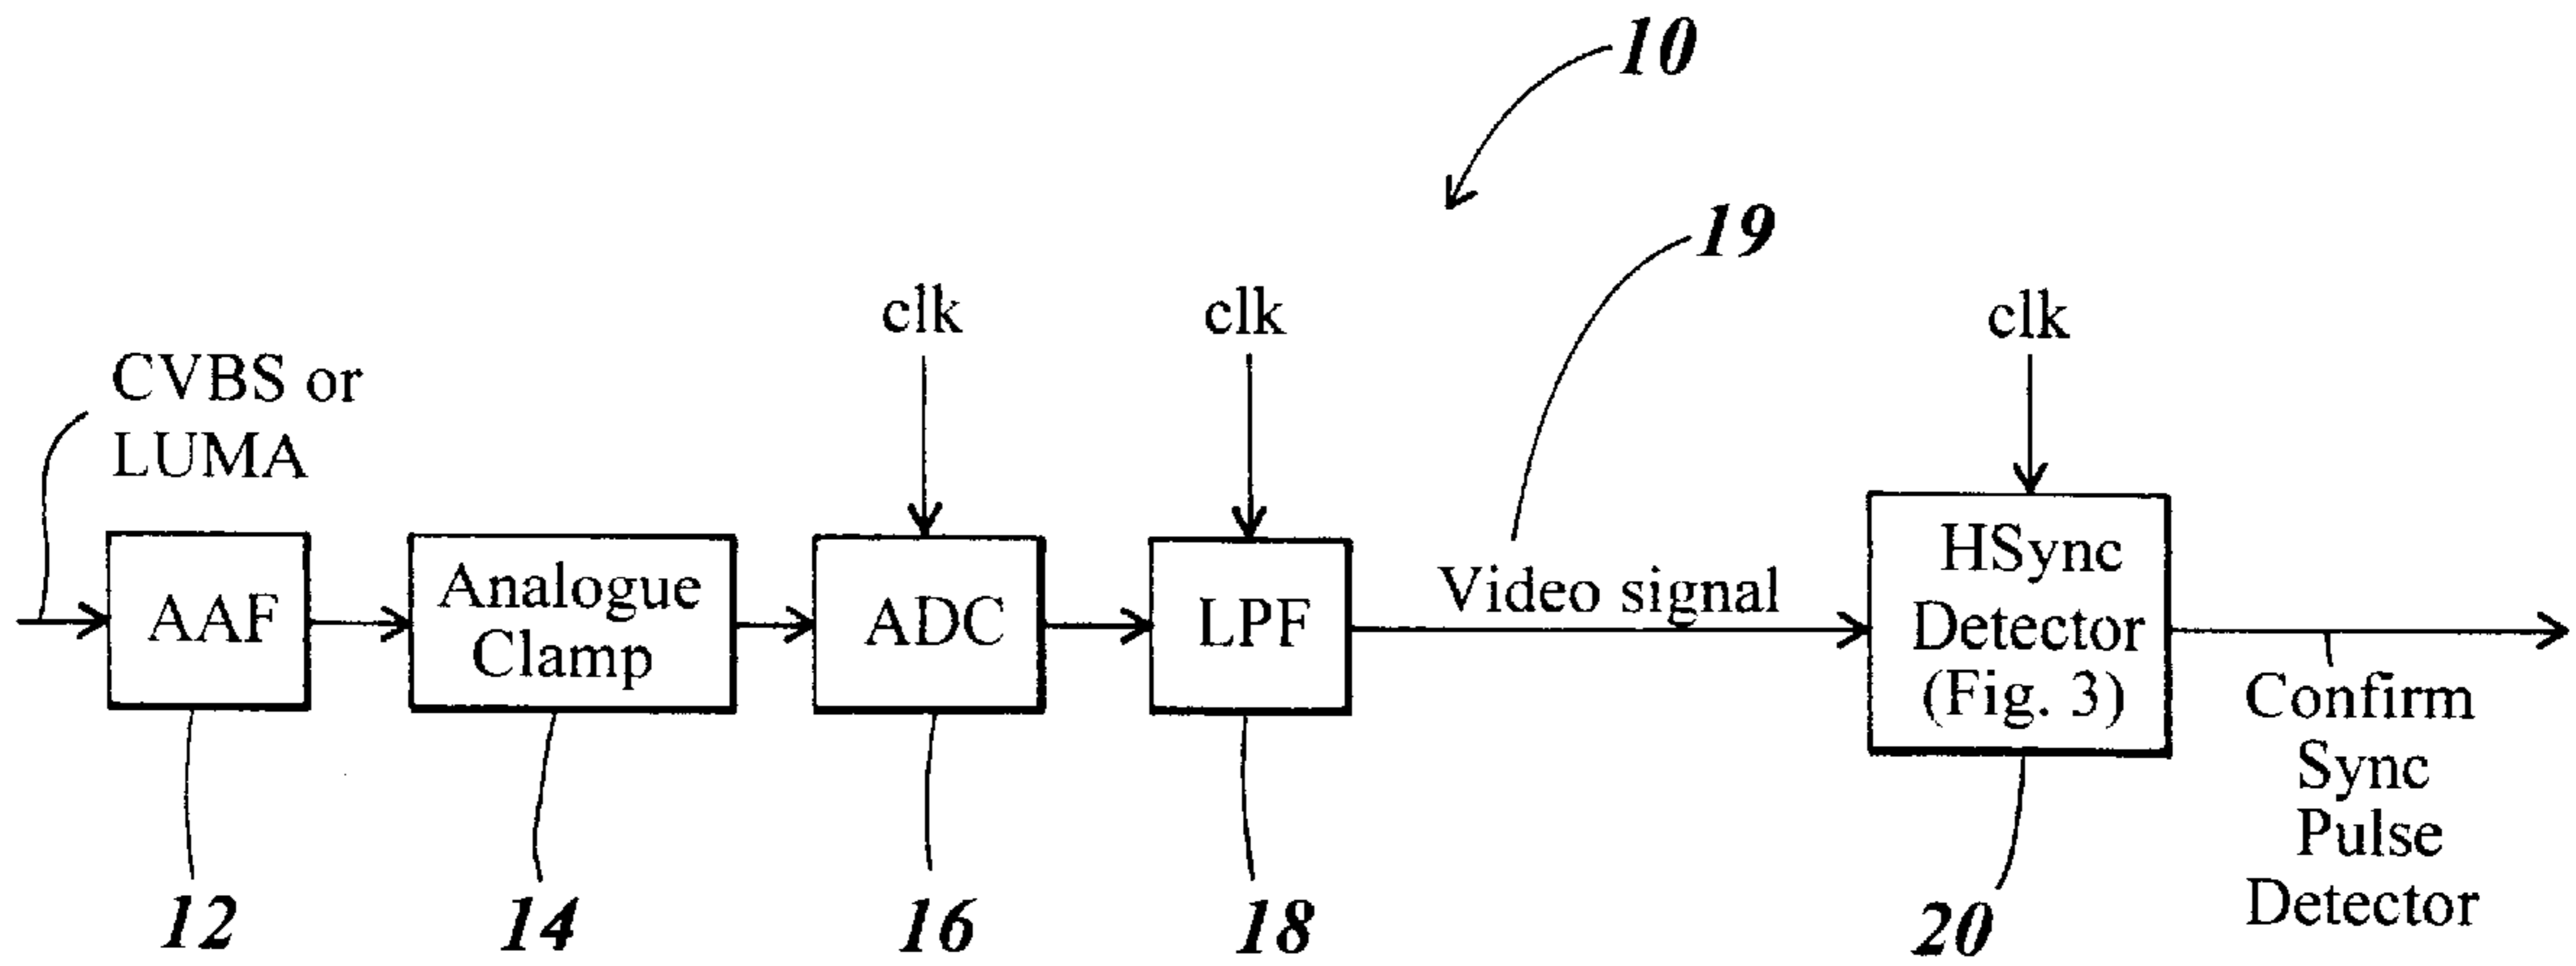 10
19
clk
clk
clk
CVBS or
LUMA
AAF
Analogue
Clamp
ADC
LPF
Video signal
HSync
Detector
(Fig. 3)
Confirm
Sync
Pulse
Detector
12
14
16
18
20